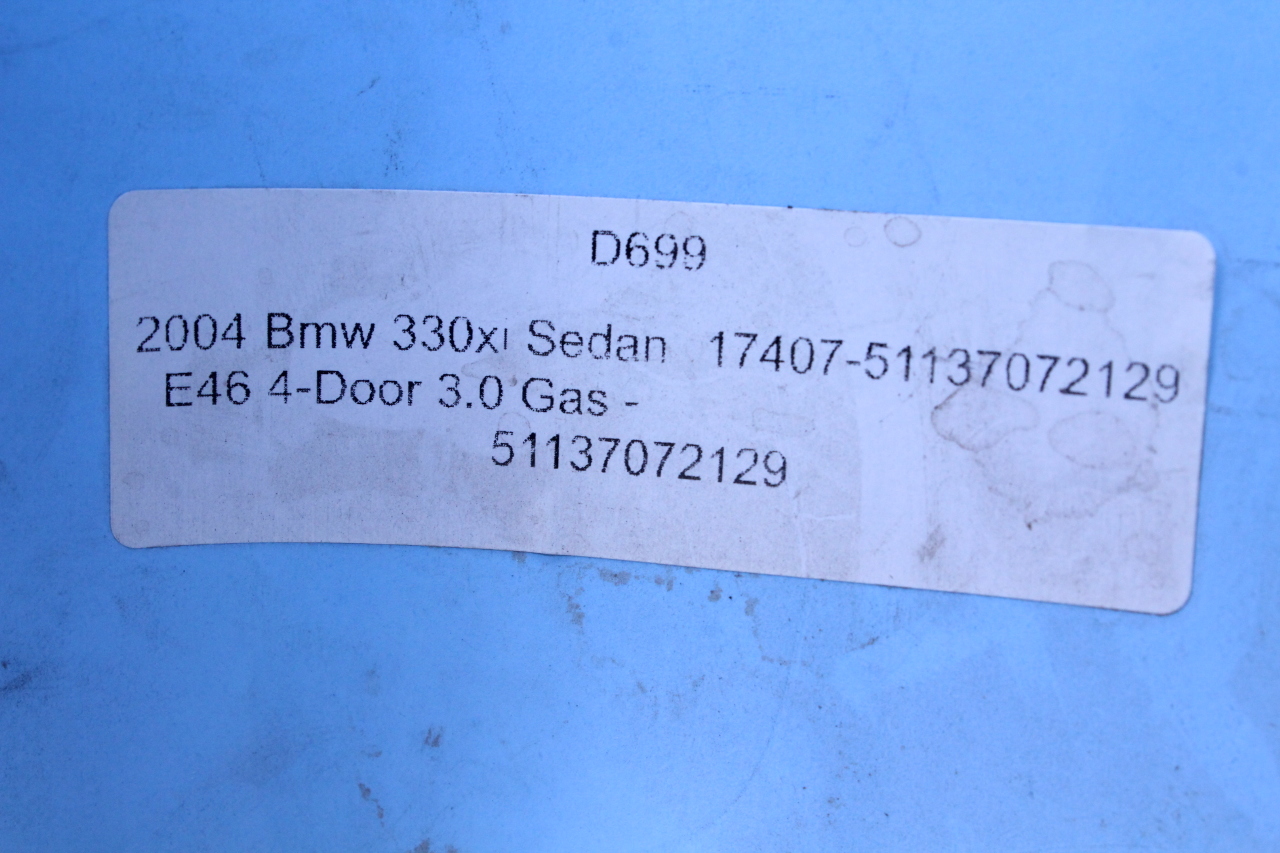 D699
2004 Bmw 330xi Sedan 17407-51137072129
E46 4-Door 3.0 Gas -
51137072129